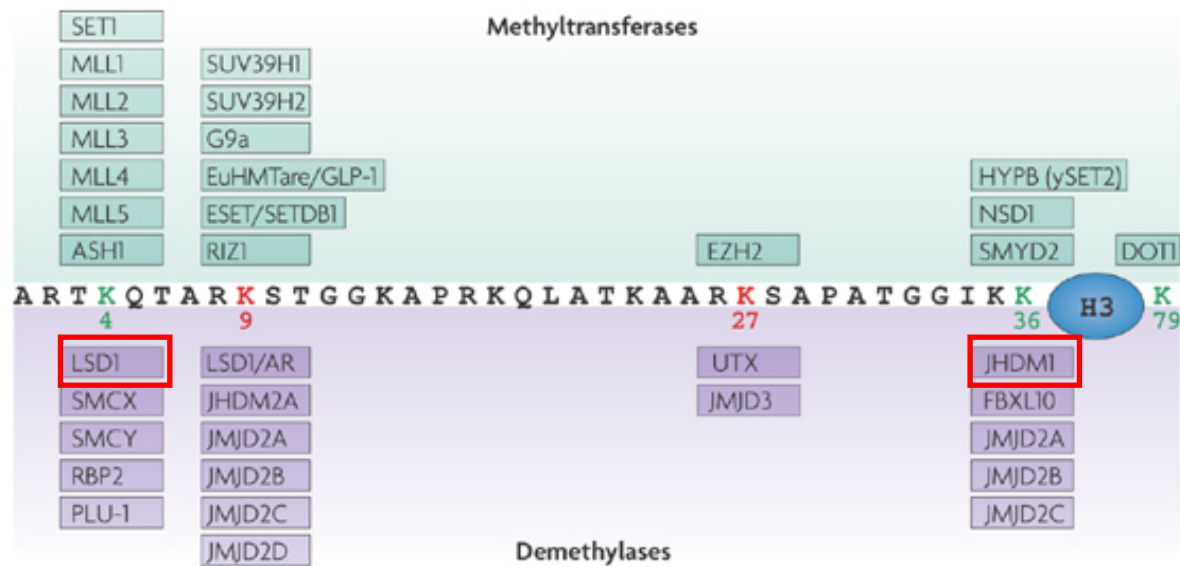 SET1
Methyltransferases
MLL1 SUV39H1
MLL2 SUV39H2
MLL3 G9a
MLL4 EuHMTare/GLP-1 HYPB (ySET2)
MLL5 ESET/SETDB1 NSD1
ASH1 RIZ1 EZH2 SMYD2 DOT1
A R T K Q T A R K S T G G K A P R K Q L A T K A A R K S A P A T G G I K K H3 K
4 9 27 36 79
LSD1 LSD1/AR UTX JHDM1
SMCX JHDM2A JMJD3 FBXL10
SMCY JMJD2A JMJD2A
RBP2 JMJD2B JMJD2B
PLU-1 JMJD2C JMJD2C
JMJD2D Demethylases